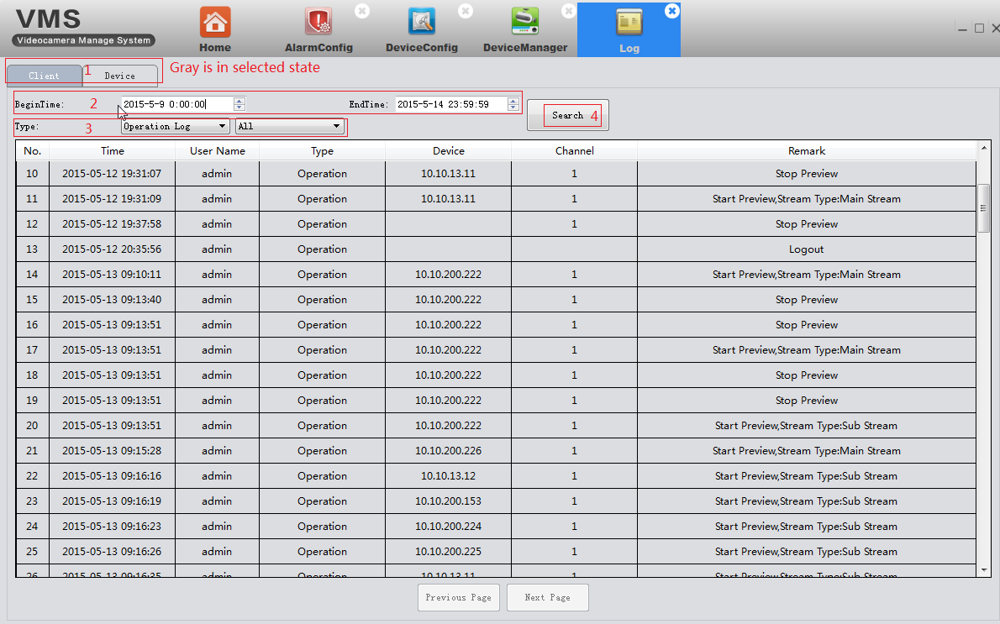 VMS
Videocamera Manage System
Home
AlarmConfig
DeviceConfig
DeviceManager
Log
Client
1
Device
Gray is in selected state
BeginTime:
2
2015-5-9 0:00:00
EndTime:
2015-5-14 23:59:59
Search
4
Type:
3
Operation Log
All
No. Time User Name Type Device Channel Remark
10 2015-05-12 19:31:07 admin Operation 10.10.13.11 1 Stop Preview
11 2015-05-12 19:31:09 admin Operation 10.10.13.11 1 Start Preview,Stream Type:Main Stream
12 2015-05-12 19:37:58 admin Operation 1 Stop Preview
13 2015-05-12 20:35:56 admin Operation Logout
14 2015-05-13 09:10:11 admin Operation 10.10.200.222 1 Start Preview,Stream Type:Main Stream
15 2015-05-13 09:13:40 admin Operation 10.10.200.222 1 Stop Preview
16 2015-05-13 09:13:51 admin Operation 10.10.200.222 1 Stop Preview
17 2015-05-13 09:13:51 admin Operation 10.10.200.222 1 Start Preview,Stream Type:Main Stream
18 2015-05-13 09:13:51 admin Operation 10.10.200.222 1 Stop Preview
19 2015-05-13 09:13:51 admin Operation 10.10.200.222 1 Stop Preview
20 2015-05-13 09:13:51 admin Operation 10.10.200.222 1 Start Preview,Stream Type:Sub Stream
21 2015-05-13 09:15:28 admin Operation 10.10.200.226 1 Start Preview,Stream Type:Main Stream
22 2015-05-13 09:16:16 admin Operation 10.10.13.12 1 Start Preview,Stream Type:Sub Stream
23 2015-05-13 09:16:19 admin Operation 10.10.200.153 1 Start Preview,Stream Type:Sub Stream
24 2015-05-13 09:16:23 admin Operation 10.10.200.224 1 Start Preview,Stream Type:Sub Stream
25 2015-05-13 09:16:26 admin Operation 10.10.200.225 1 Start Preview,Stream Type:Sub Stream
26 2015-05-13 09:16:35 admin Operation 10.10.13.11 1 Start Preview,Stream Type:Sub Stream
Previous Page
Next Page